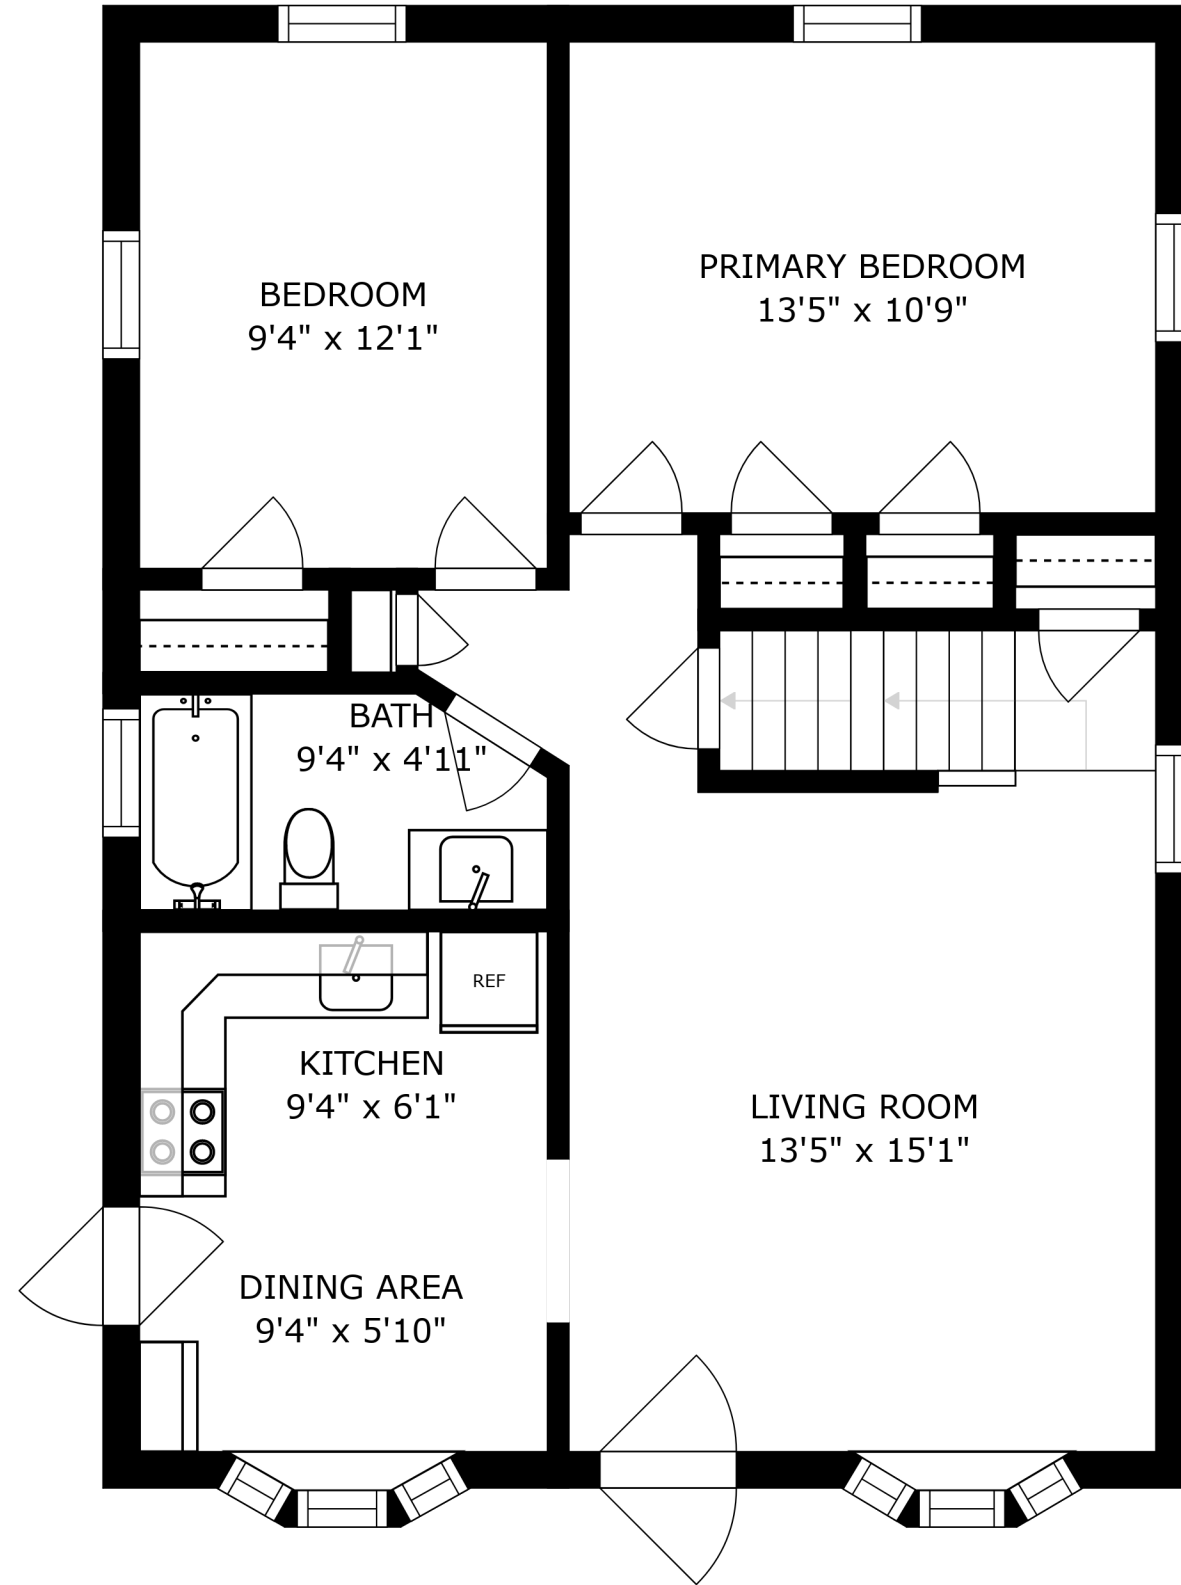 PRIMARY BEDROOM
13'5" x 10'9"
BEDROOM
9'4" x 12'1"
BATH
9'4" x 4'11"
REF
KITCHEN
9'4" x 6'1"
LIVING ROOM
13'5" x 15'1"
DINING AREA
9'4" x 5'10"